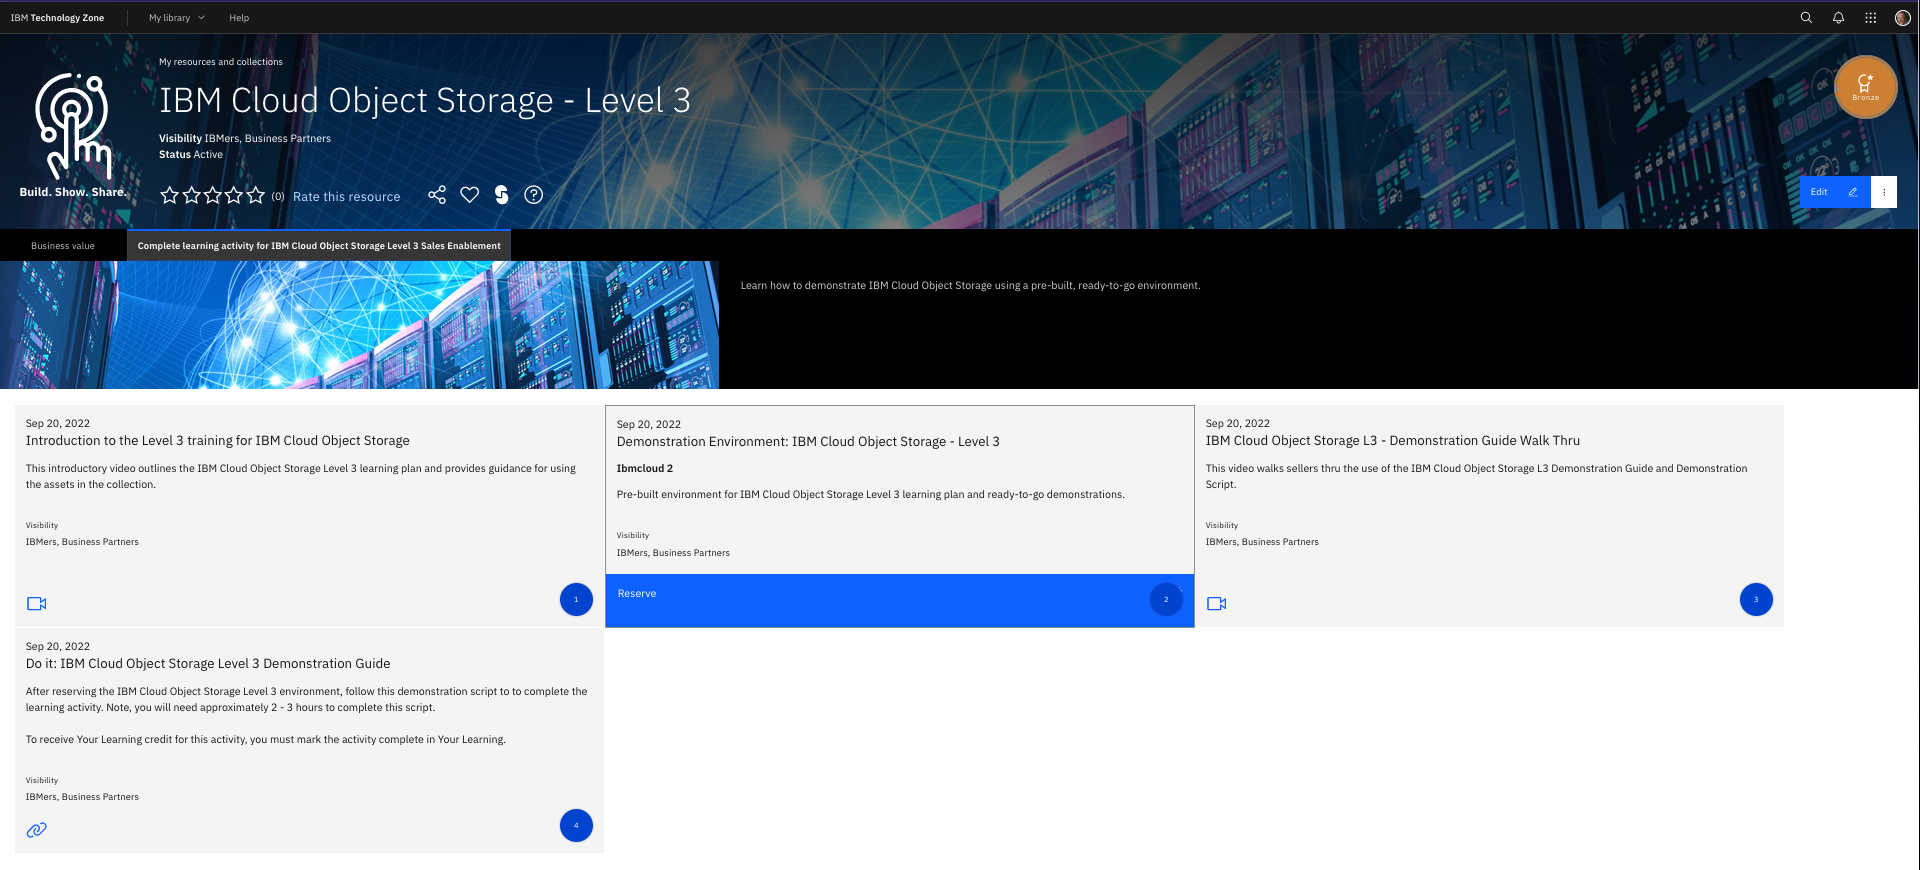 IBM Technology Zone
My library
Help
My resources and collections
IBM Cloud Object Storage - Level 3
Visibility IBMers, Business Partners
Status Active
Bronze
Build. Show. Share.
(0) Rate this resource
Edit
Business value
Complete learning activity for IBM Cloud Object Storage Level 3 Sales Enablement
Learn how to demonstrate IBM Cloud Object Storage using a pre-built, ready-to-go environment.
Sep 20, 2022
Introduction to the Level 3 training for IBM Cloud Object Storage
This introductory video outlines the IBM Cloud Object Storage Level 3 learning plan and provides guidance for using
the assets in the collection.
Visibility
IBMers, Business Partners
1
Sep 20, 2022
Demonstration Environment: IBM Cloud Object Storage - Level 3
Ibmcloud 2
Pre-built environment for IBM Cloud Object Storage Level 3 learning plan and ready-to-go demonstrations.
Visibility
IBMers, Business Partners
Reserve
2
Sep 20, 2022
IBM Cloud Object Storage L3 - Demonstration Guide Walk Thru
This video walks sellers thru the use of the IBM Cloud Object Storage L3 Demonstration Guide and Demonstration
Script.
Visibility
IBMers, Business Partners
3
Sep 20, 2022
Do it: IBM Cloud Object Storage Level 3 Demonstration Guide
After reserving the IBM Cloud Object Storage Level 3 environment, follow this demonstration script to to complete the
learning activity. Note, you will need approximately 2 - 3 hours to complete this script.
To receive Your Learning credit for this activity, you must mark the activity complete in Your Learning.
Visibility
IBMers, Business Partners
4